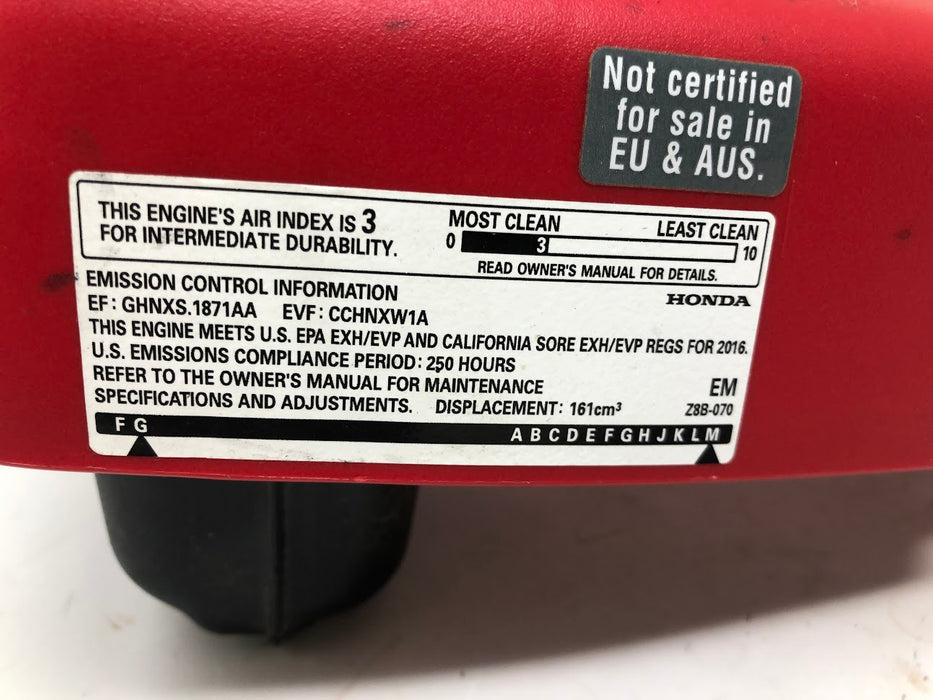 Not certified
for sale in
EU & AUS.
THIS ENGINE'S AIR INDEX IS 3
FOR INTERMEDIATE DURABILITY.
MOST CLEAN LEAST CLEAN
0 3 10
READ OWNER'S MANUAL FOR DETAILS.
EMISSION CONTROL INFORMATION
HONDA
EF: GHNXS.1871AA EVF: CCHNXW1A
THIS ENGINE MEETS U.S. EPA EXH/EVP AND CALIFORNIA SORE EXH/EVP REGS FOR 2016.
U.S. EMISSIONS COMPLIANCE PERIOD: 250 HOURS
REFER TO THE OWNER'S MANUAL FOR MAINTENANCE EM
SPECIFICATIONS AND ADJUSTMENTS. DISPLACEMENT: 161cm³ Z8B-070
F G A B C D E F G H J K L M